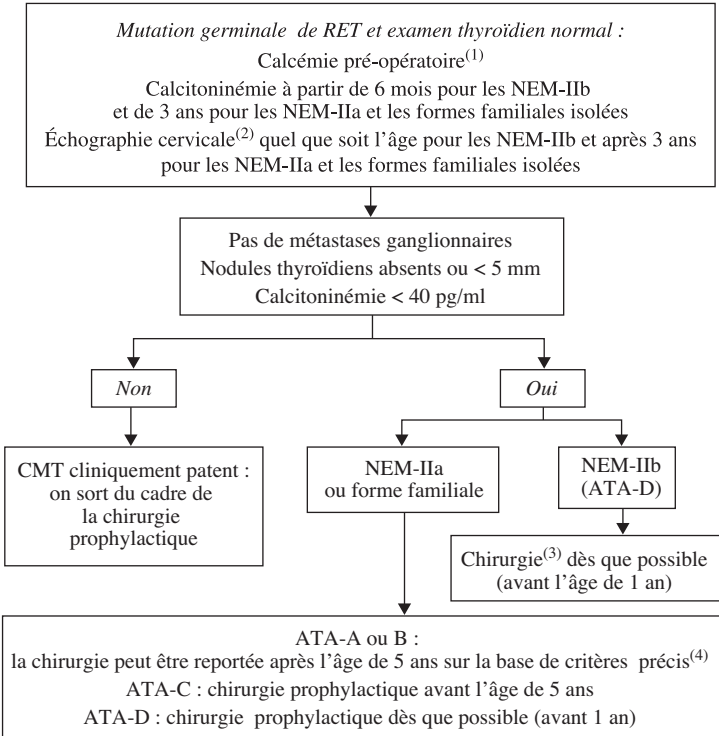 Mutation germinale de RET et examen thyroïdien normal :
Calcémie pré-opératoire(1)
Calcitoninémie à partir de 6 mois pour les NEM-IIb
et de 3 ans pour les NEM-IIa et les formes familiales isolées
Échographie cervicale(2) quel que soit l'âge pour les NEM-IIb et après 3 ans
pour les NEM-IIa et les formes familiales isolées
Pas de métastases ganglionnaires
Nodules thyroïdiens absents ou < 5 mm
Calcitoninémie < 40 pg/ml
Non
Oui
CMT cliniquement patent :
on sort du cadre de
la chirurgie
prophylactique
NEM-IIa
ou forme familiale
NEM-IIb
(ATA-D)
Chirurgie(3) dès que possible
(avant l'âge de 1 an)
ATA-A ou B :
la chirurgie peut être reportée après l'âge de 5 ans sur la base de critères précis(4)
ATA-C : chirurgie prophylactique avant l'âge de 5 ans
ATA-D : chirurgie prophylactique dès que possible (avant 1 an)